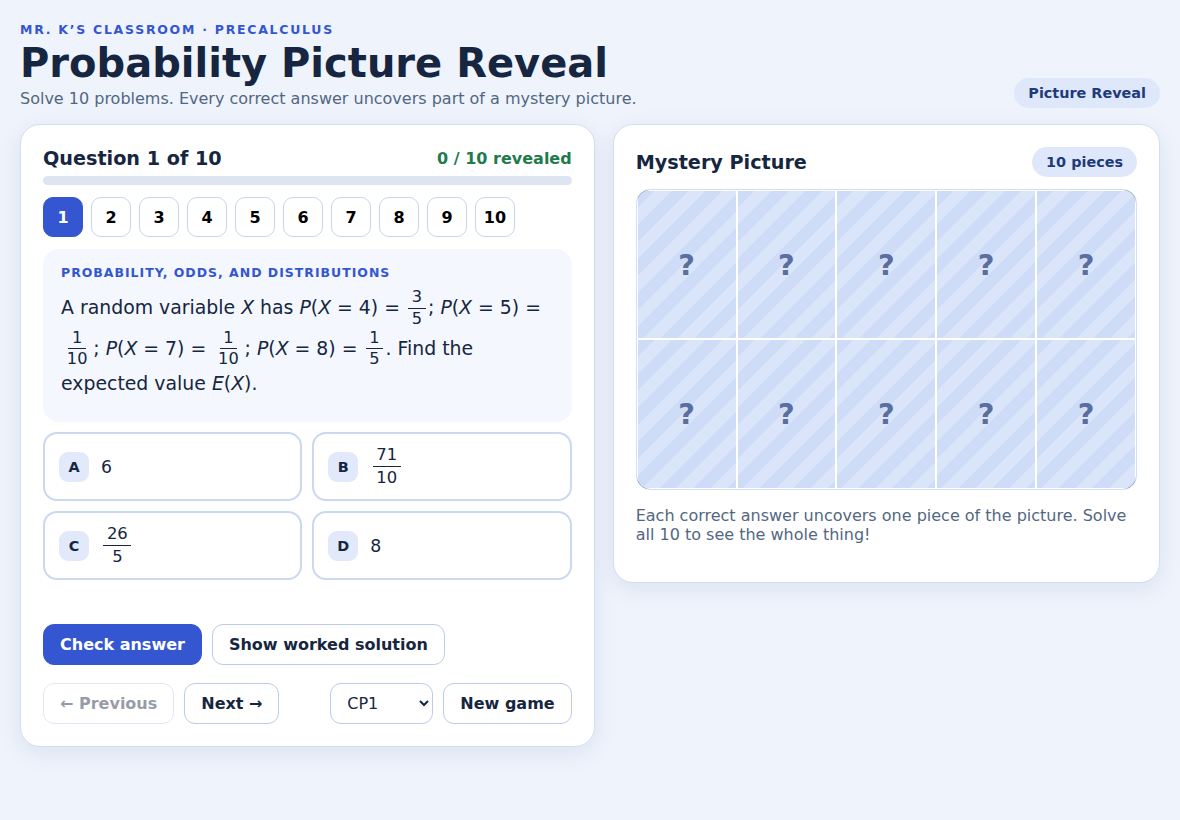 MR. K’S CLASSROOM · PRECALCULUS
Probability Picture Reveal
Solve 10 problems. Every correct answer uncovers part of a mystery picture.
Picture Reveal
Question 1 of 10
0 / 10 revealed
1 2 3 4 5 6 7 8 9 10
PROBABILITY, ODDS, AND DISTRIBUTIONS
A random variable X has P(X = 4) = 3/5; P(X = 5) =
1/10; P(X = 7) = 1/10; P(X = 8) = 1/5. Find the
expected value E(X).
A 6
B 71/10
C 26/5
D 8
Check answer
Show worked solution
← Previous
Next →
CP1
New game
Mystery Picture
10 pieces
? ? ? ? ?
? ? ? ? ?
Each correct answer uncovers one piece of the picture. Solve
all 10 to see the whole thing!